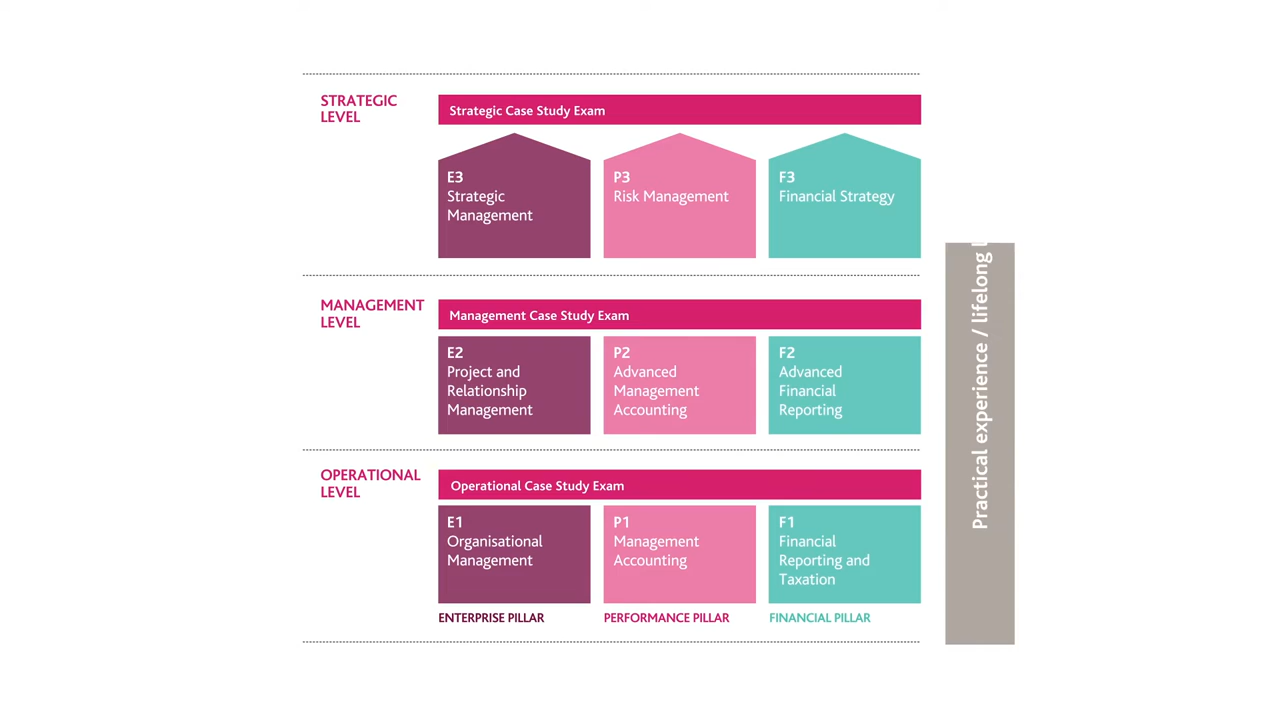 STRATEGIC
LEVEL
Strategic Case Study Exam
E3
Strategic
Management
P3
Risk Management
F3
Financial Strategy
MANAGEMENT
LEVEL
Management Case Study Exam
E2
Project and
Relationship
Management
P2
Advanced
Management
Accounting
F2
Advanced
Financial
Reporting
OPERATIONAL
LEVEL
Operational Case Study Exam
E1
Organisational
Management
P1
Management
Accounting
F1
Financial
Reporting and
Taxation
ENTERPRISE PILLAR
PERFORMANCE PILLAR
FINANCIAL PILLAR
Practical experience / lifelong